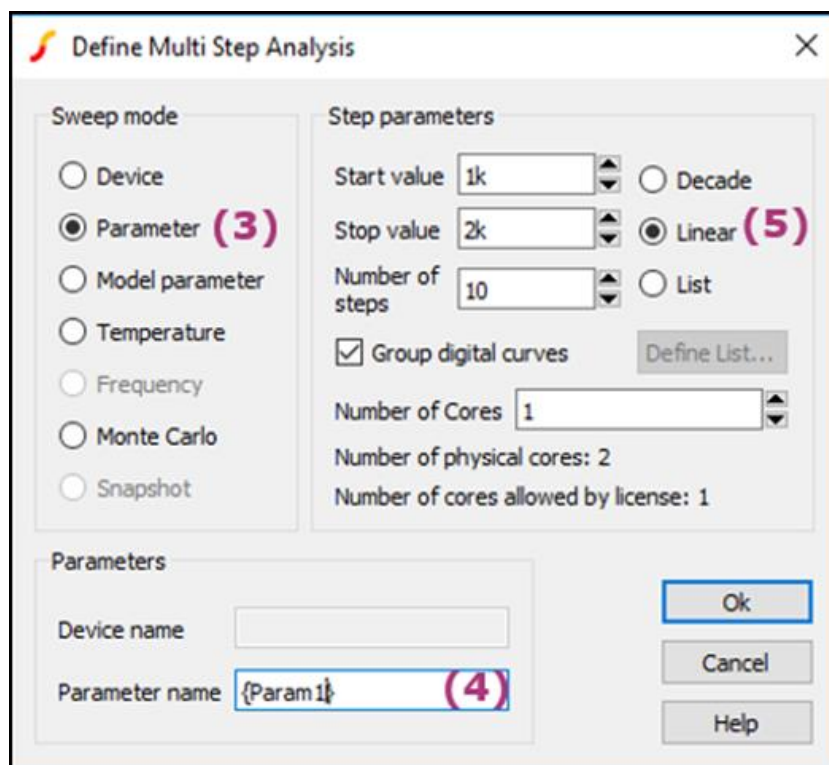 Define Multi Step Analysis
Sweep mode
Device
Parameter (3)
Model parameter
Temperature
Frequency
Monte Carlo
Snapshot
Step parameters
Start value 1k Decade
Stop value 2k Linear (5)
Number of
steps 10 List
Group digital curves Define List...
Number of Cores 1
Number of physical cores: 2
Number of cores allowed by license: 1
Parameters
Device name
Parameter name {Param1} (4)
Ok
Cancel
Help